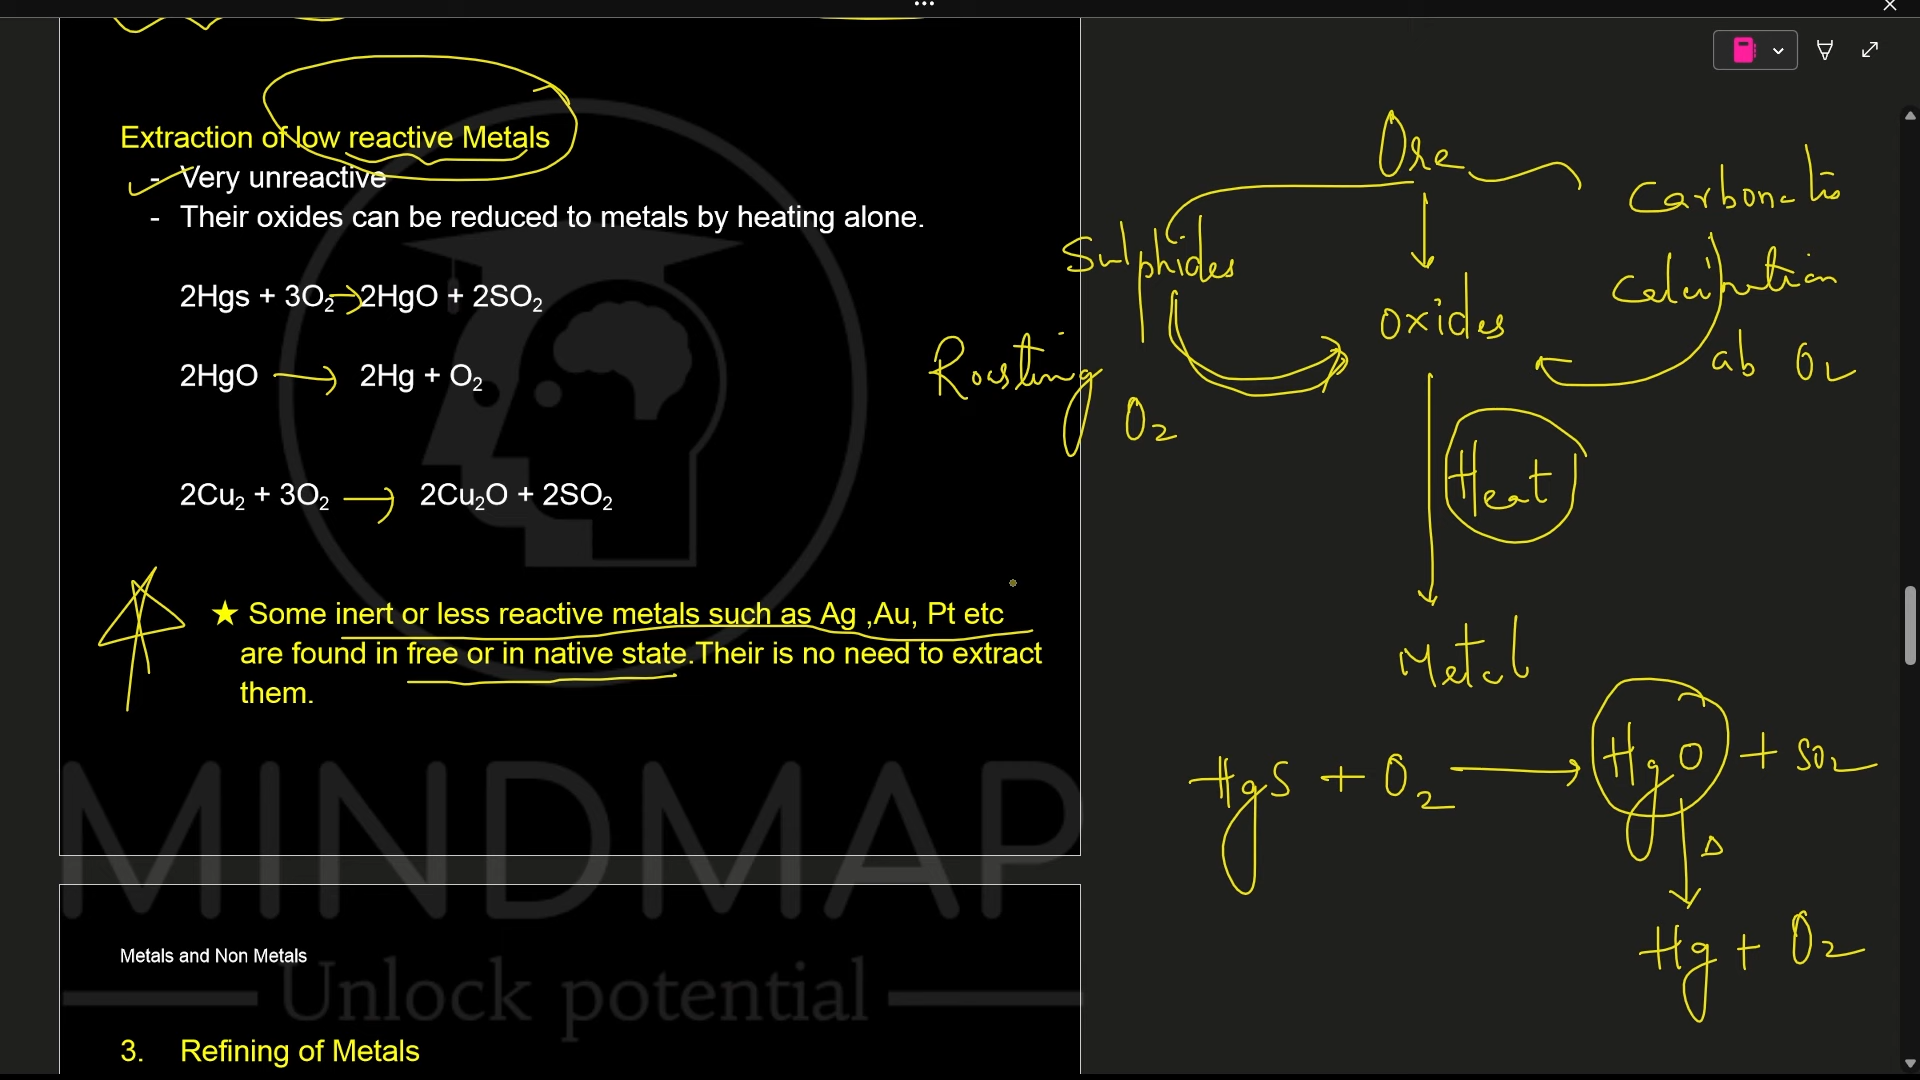 Extraction of low reactive Metals
- Very unreactive
- Their oxides can be reduced to metals by heating alone.
2Hgs + 3O₂ → 2HgO + 2SO₂
2HgO → 2Hg + O₂
2Cu₂ + 3O₂ → 2Cu₂O + 2SO₂
★ Some inert or less reactive metals such as Ag ,Au, Pt etc
are found in free or in native state.Their is no need to extract
them.
MINDMAP
Unlock potential
Metals and Non Metals
3. Refining of Metals
Ore
Sulphides
Carbonates
Calcination
oxides
ab O₂
Roasting
O₂
Heat
Metal
HgS + O₂ → HgO + SO₂
Δ
Hg + O₂